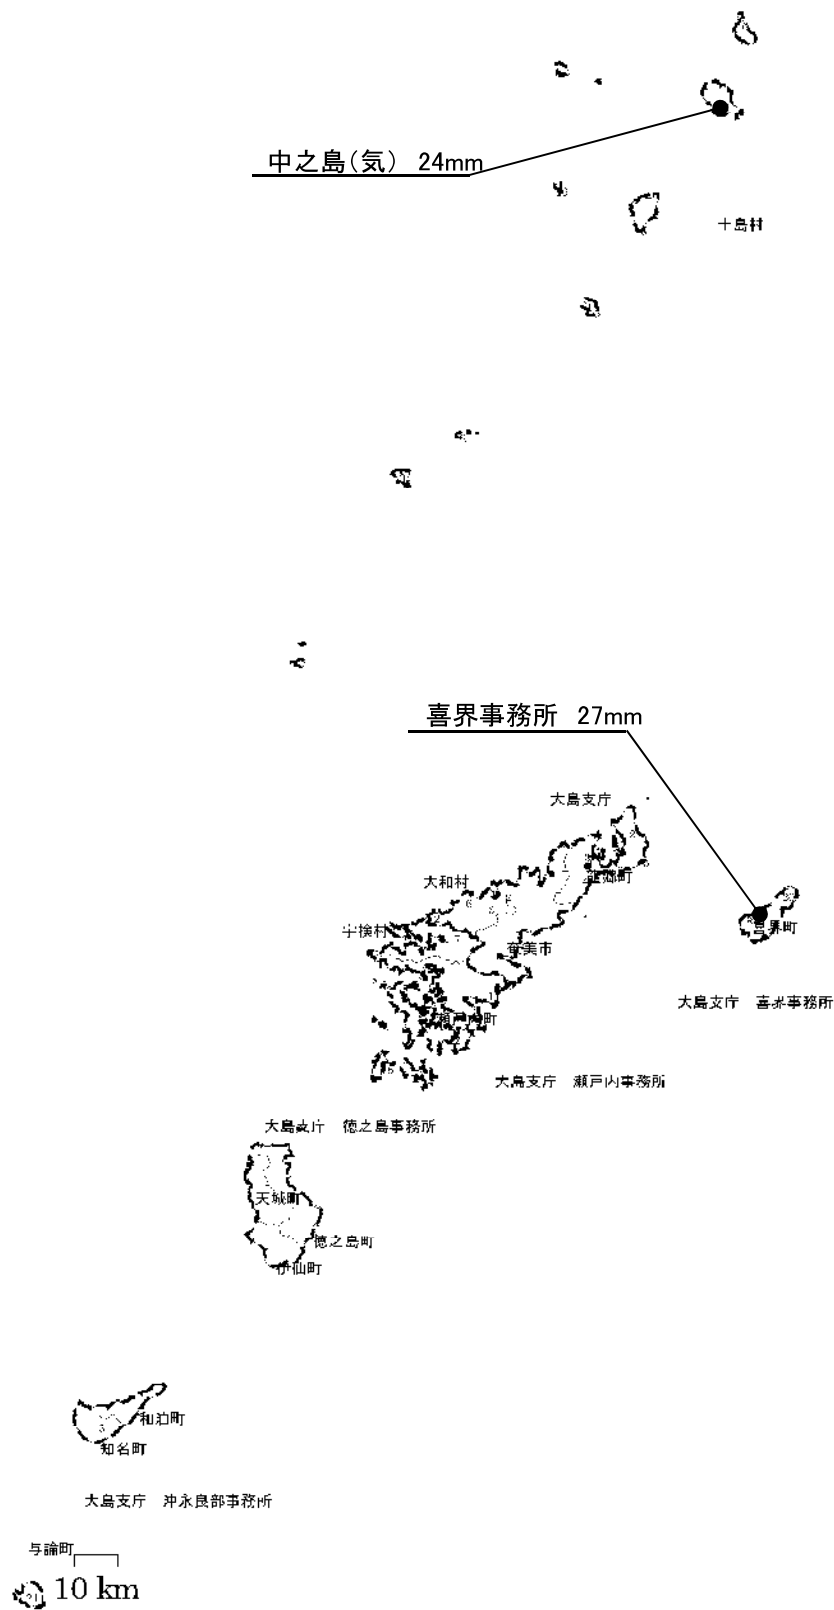 中之島(気) 24mm
十島村
喜界事務所 27mm
大島支庁
龍郷町
大和村
宇検村
喜界町
奄美市
大島支庁 喜界事務所
瀬戸内町
大島支庁 瀬戸内事務所
大島支庁 徳之島事務所
天城町
徳之島町
伊仙町
和泊町
知名町
大島支庁 沖永良部事務所
与論町
10 km